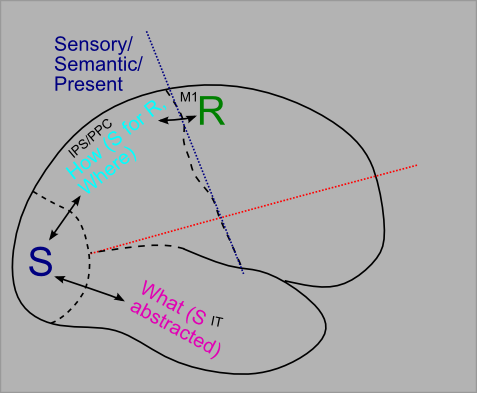 Sensory/
Semantic/
Present
M1
R
IPS/PPC
How (S for R,
Where)
S
What (S
IT
abstracted)